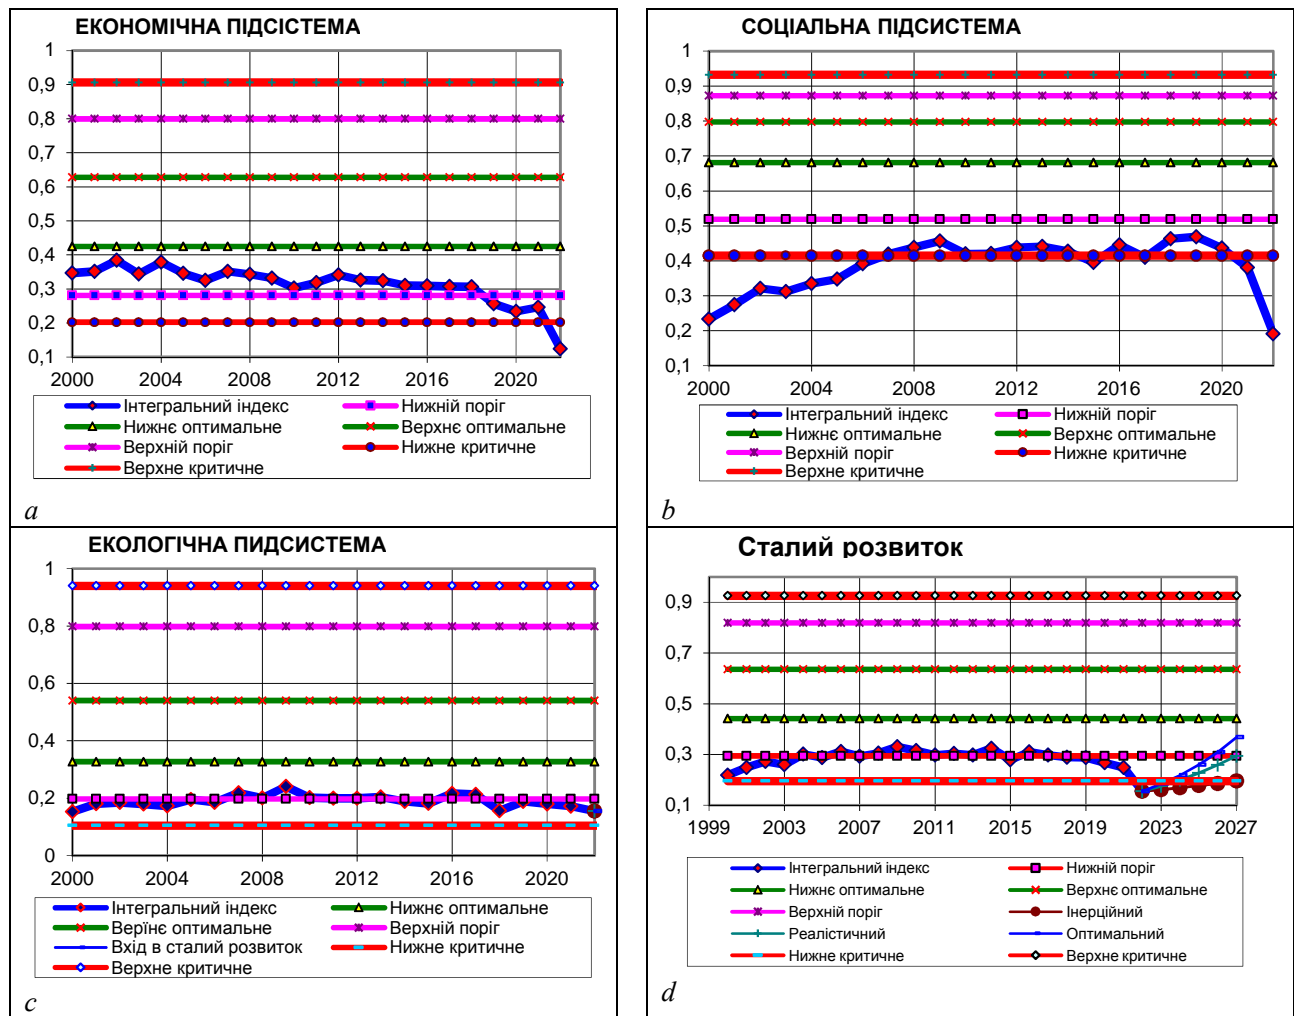 ЕКОНОМІЧНА ПІДСІСТЕМА
1
0,9
0,8
0,7
0,6
0,5
0,4
0,3
0,2
0,1
2000 2004 2008 2012 2016 2020
Інтегральний індекс Нижній поріг
Нижнє оптимальне Верхнє оптимальне
Верхній поріг Нижне критичне
Верхне критичне
a
СОЦІАЛЬНА ПІДСИСТЕМА
1
0,9
0,8
0,7
0,6
0,5
0,4
0,3
0,2
0,1
2000 2004 2008 2012 2016 2020
Інтегральний індекс Нижній поріг
Нижнє оптимальне Верхнє оптимальне
Верхній поріг Нижне критичне
Верхне критичне
b
ЕКОЛОГІЧНА ПИДСИСТЕМА
1
0,8
0,6
0,4
0,2
0
2000 2004 2008 2012 2016 2020
Інтегральний індекс Нижнє оптимальне
Веріїнє оптимальне Верхній поріг
Вхід в сталий розвиток Нижне критичне
Верхне критичне
c
Сталий розвиток
0,9
0,7
0,5
0,3
0,1
1999 2003 2007 2011 2015 2019 2023 2027
Інтегральний індекс Нижній поріг
Нижнє оптимальне Верхнє оптимальне
Верхній поріг Інерційний
Реалістичний Оптимальний
Нижне критичне Верхне критичне
d